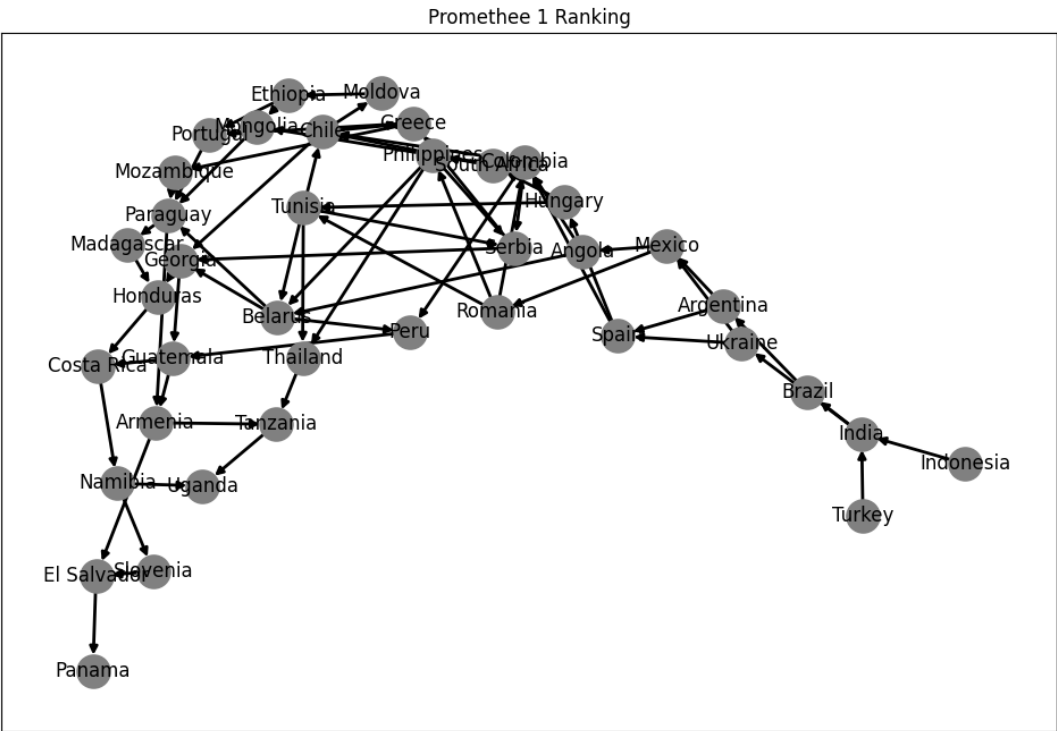 Promethee 1 Ranking
Ethiopia
Moldova
Portugal
Mongolia
Chile
Greece
Philippines
South Africa
Colombia
Mozambique
Hungary
Paraguay
Tunisia
Madagascar
Georgia
Serbia
Angola
Mexico
Honduras
Belarus
Romania
Argentina
Peru
Spain
Ukraine
Costa Rica
Guatemala
Thailand
Brazil
Armenia
Tanzania
India
Indonesia
Namibia
Uganda
Turkey
El Salvador
Slovenia
Panama